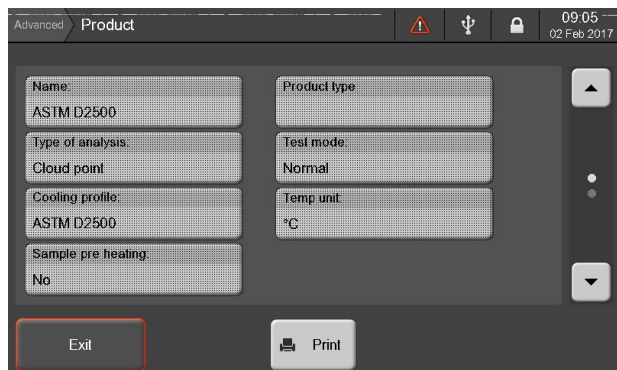 Advanced Product
09:05
02 Feb 2017
Name:
ASTM D2500
Product type
Type of analysis:
Cloud point
Test mode:
Normal
Cooling profile:
ASTM D2500
Temp unit:
°C
Sample pre heating:
No
Exit
Print